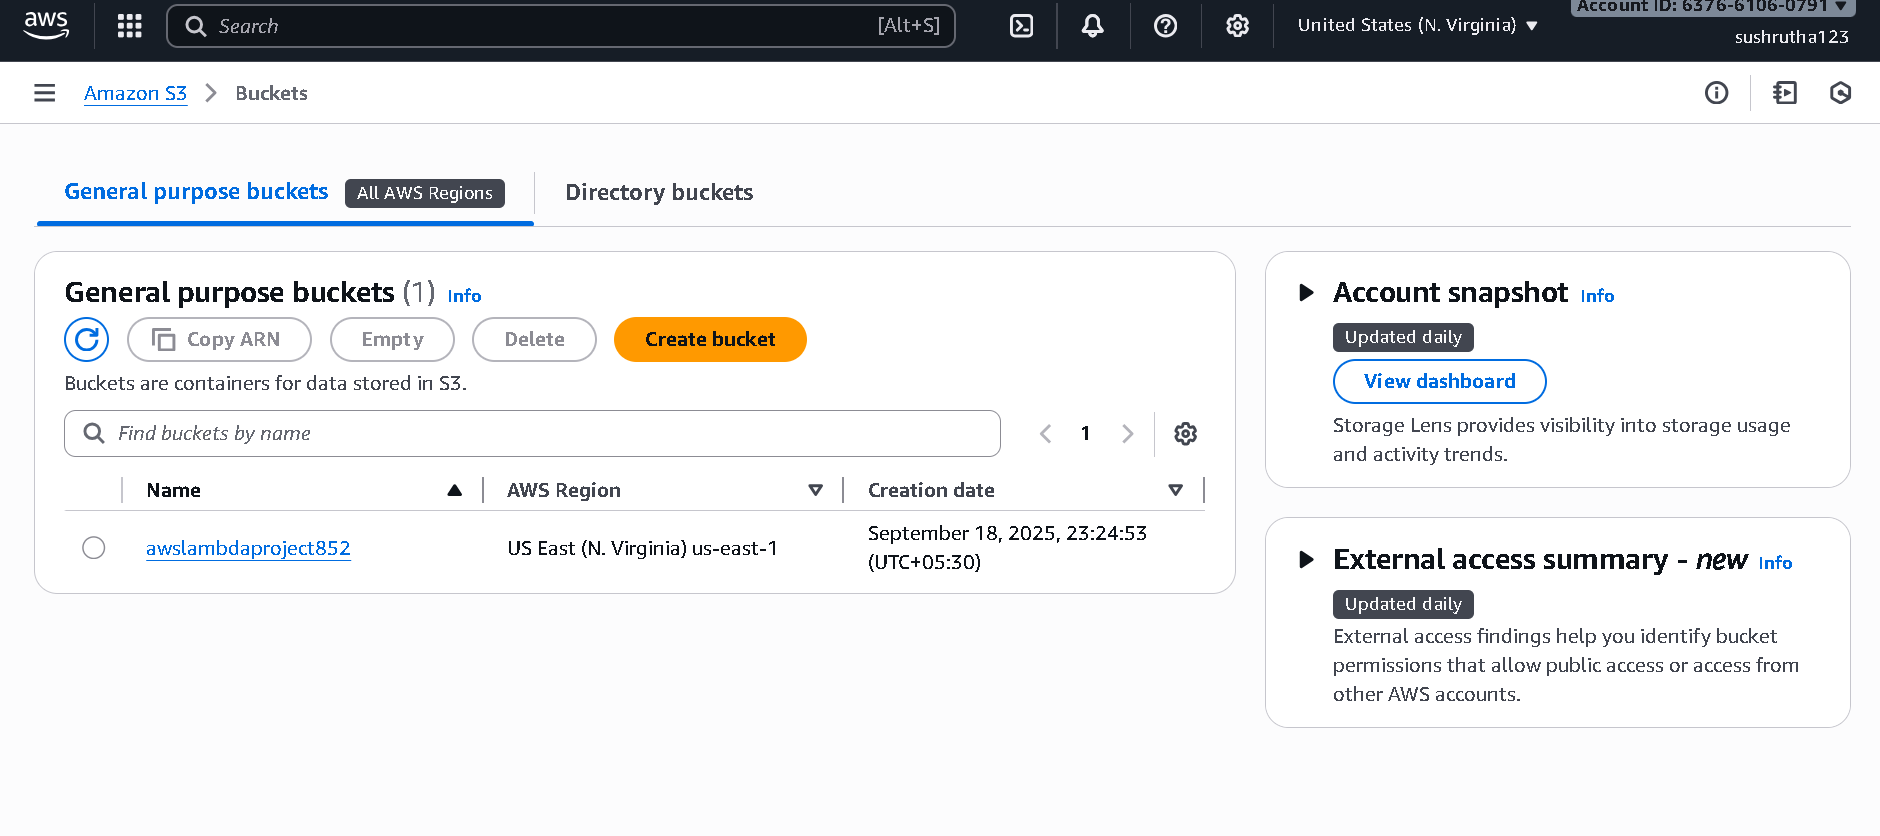 aws
Search [Alt+S]
United States (N. Virginia)
Account ID: 6376-6106-0791
sushrutha123
Amazon S3
Buckets
General purpose buckets
All AWS Regions
Directory buckets
General purpose buckets (1) Info
Copy ARN
Empty
Delete
Create bucket
Buckets are containers for data stored in S3.
Find buckets by name
1
Name
AWS Region
Creation date
awslambdaproject852
US East (N. Virginia) us-east-1
September 18, 2025, 23:24:53
(UTC+05:30)
Account snapshot Info
Updated daily
View dashboard
Storage Lens provides visibility into storage usage
and activity trends.
External access summary - new Info
Updated daily
External access findings help you identify bucket
permissions that allow public access or access from
other AWS accounts.